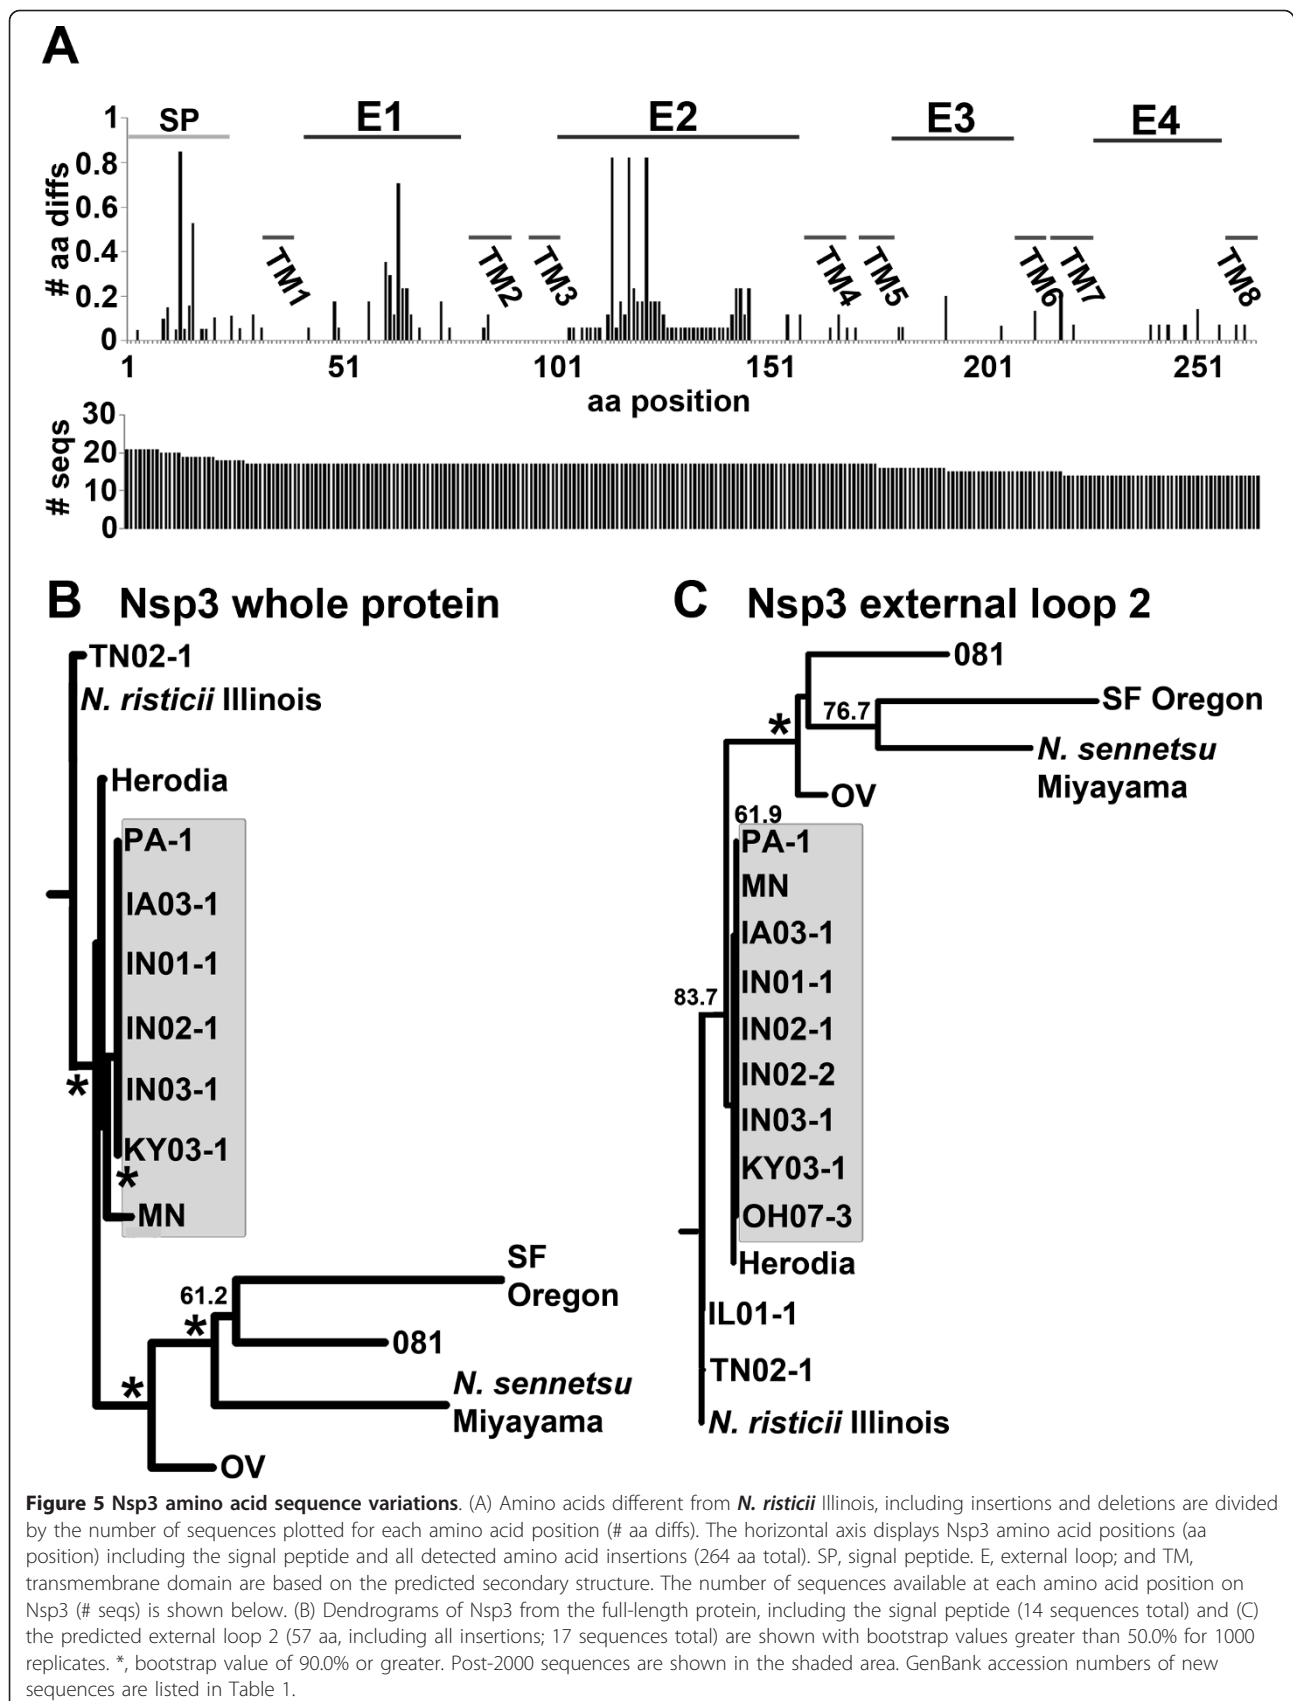 A
SP E1 E2 E3 E4
# aa diffs
1
0.8
0.6
0.4
0.2
0
TM1 TM2 TM3 TM4 TM5 TM6 TM7 TM8
1 51 101 151 201 251
aa position
# seqs
30
20
10
0
B Nsp3 whole protein
TN02-1
N. risticii Illinois
Herodia
PA-1
IA03-1
IN01-1
IN02-1
IN03-1
KY03-1
MN
*
*
SF
Oregon
61.2
*
081
*
N. sennetsu
Miyayama
OV
C Nsp3 external loop 2
081
SF Oregon
76.7
*
N. sennetsu
Miyayama
OV
61.9
PA-1
MN
IA03-1
IN01-1
83.7
IN02-1
IN02-2
IN03-1
KY03-1
OH07-3
Herodia
IL01-1
TN02-1
N. risticii Illinois
Figure 5 Nsp3 amino acid sequence variations. (A) Amino acids different from N. risticii Illinois, including insertions and deletions are divided
by the number of sequences plotted for each amino acid position (# aa diffs). The horizontal axis displays Nsp3 amino acid positions (aa
position) including the signal peptide and all detected amino acid insertions (264 aa total). SP, signal peptide. E, external loop; and TM,
transmembrane domain are based on the predicted secondary structure. The number of sequences available at each amino acid position on
Nsp3 (# seqs) is shown below. (B) Dendrograms of Nsp3 from the full-length protein, including the signal peptide (14 sequences total) and (C)
the predicted external loop 2 (57 aa, including all insertions; 17 sequences total) are shown with bootstrap values greater than 50.0% for 1000
replicates. *, bootstrap value of 90.0% or greater. Post-2000 sequences are shown in the shaded area. GenBank accession numbers of new
sequences are listed in Table 1.